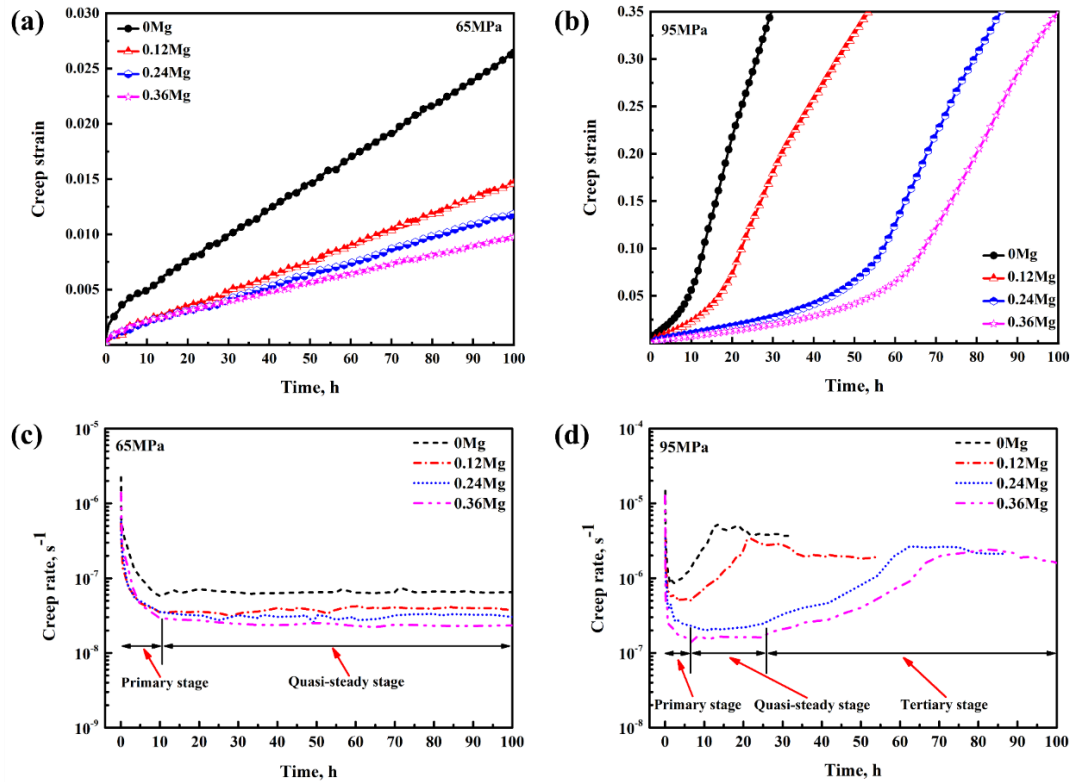 (a)
65MPa
0Mg
0.12Mg
0.24Mg
0.36Mg
0.030
0.025
0.020
0.015
0.010
0.005
Creep strain
0 10 20 30 40 50 60 70 80 90 100
Time, h
(b)
95MPa
0.35
0.30
0.25
0.20
0.15
0.10
0.05
Creep strain
0Mg
0.12Mg
0.24Mg
0.36Mg
0 10 20 30 40 50 60 70 80 90 100
Time, h
(c)
65MPa
0Mg
0.12Mg
0.24Mg
0.36Mg
10⁻⁵
10⁻⁶
10⁻⁷
10⁻⁸
10⁻⁹
Creep rate, s⁻¹
Primary stage
Quasi-steady stage
0 10 20 30 40 50 60 70 80 90 100
Time, h
(d)
95MPa
0Mg
0.12Mg
0.24Mg
0.36Mg
10⁻⁴
10⁻⁵
10⁻⁶
10⁻⁷
10⁻⁸
Creep rate, s⁻¹
Primary stage
Quasi-steady stage
Tertiary stage
0 10 20 30 40 50 60 70 80 90 100
Time, h